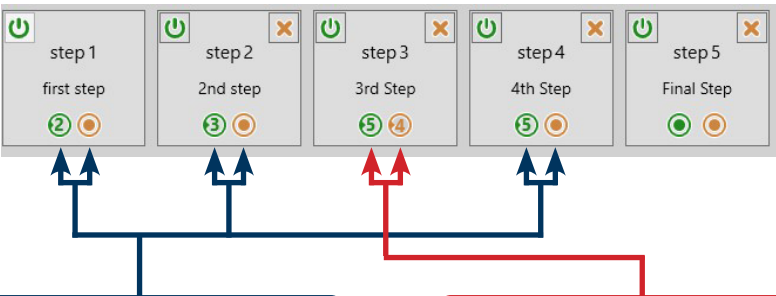 step 1
first step
2
step 2
2nd step
3
step 3
3rd Step
5 4
step 4
4th Step
5
step 5
Final Step